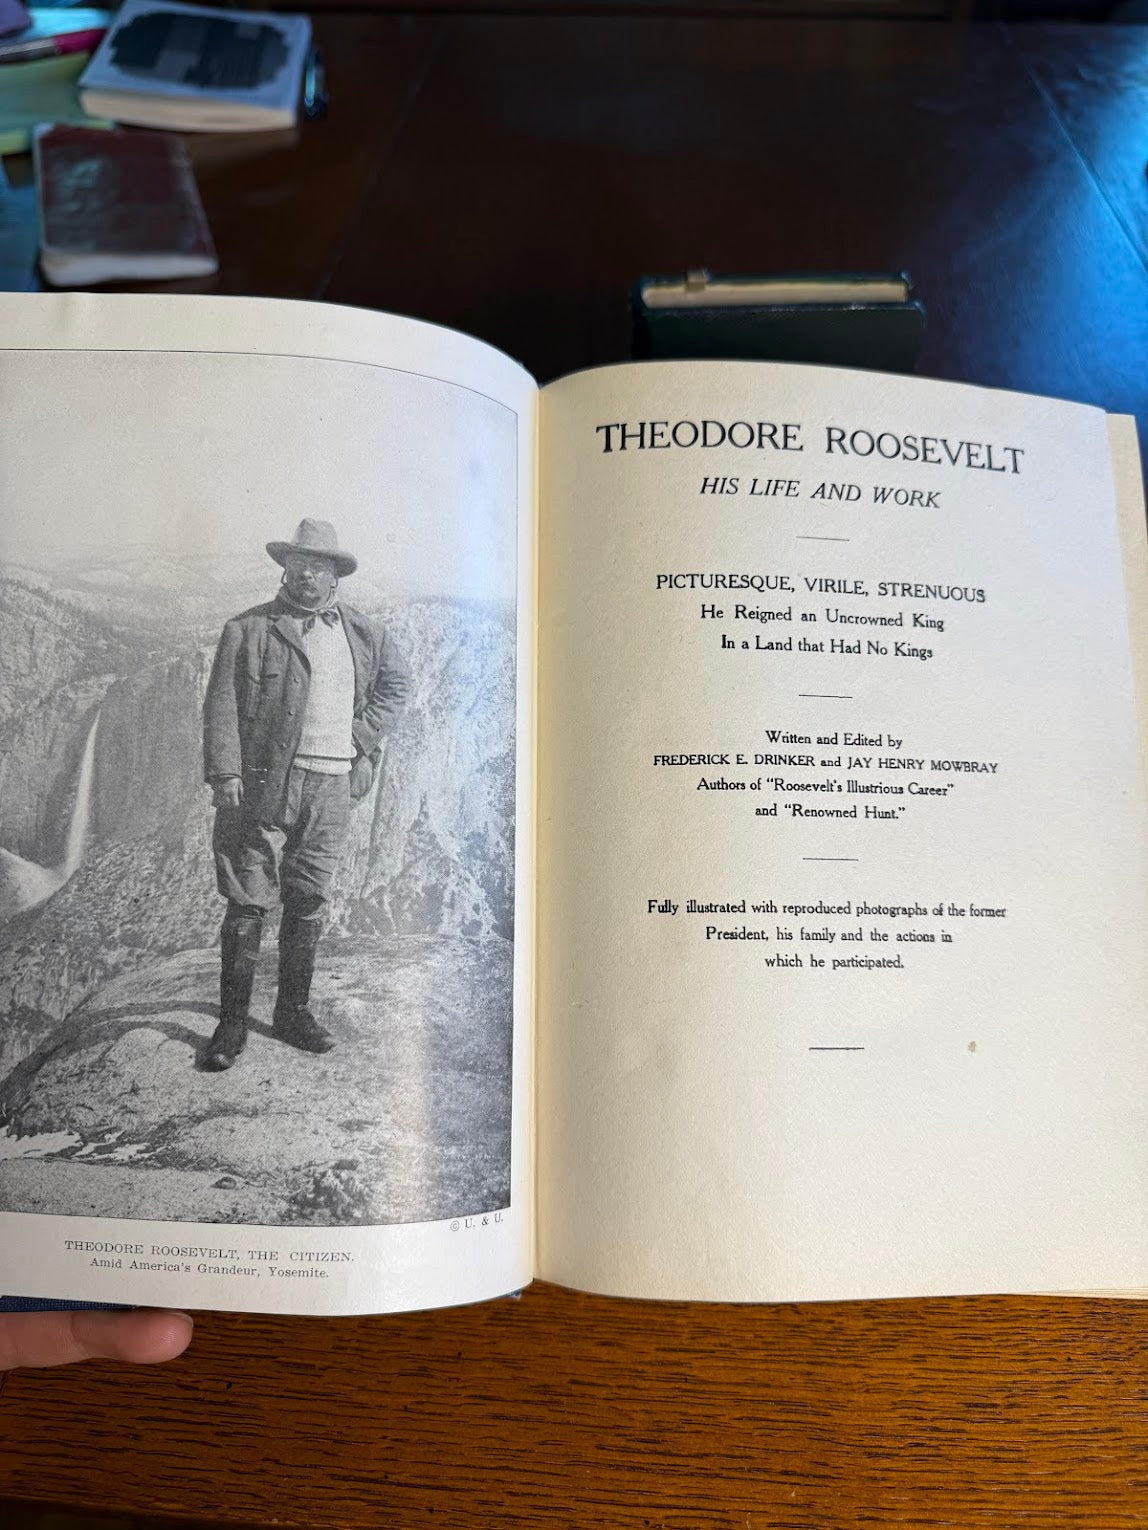 © U. & U.
THEODORE ROOSEVELT, THE CITIZEN.
Amid America's Grandeur, Yosemite.
THEODORE ROOSEVELT
HIS LIFE AND WORK
PICTURESQUE, VIRILE, STRENUOUS
He Reigned an Uncrowned King
In a Land that Had No Kings
Written and Edited by
FREDERICK E. DRINKER and JAY HENRY MOWBRAY
Authors of "Roosevelt's Illustrious Career"
and "Renowned Hunt."
Fully illustrated with reproduced photographs of the former
President, his family and the actions in
which he participated.